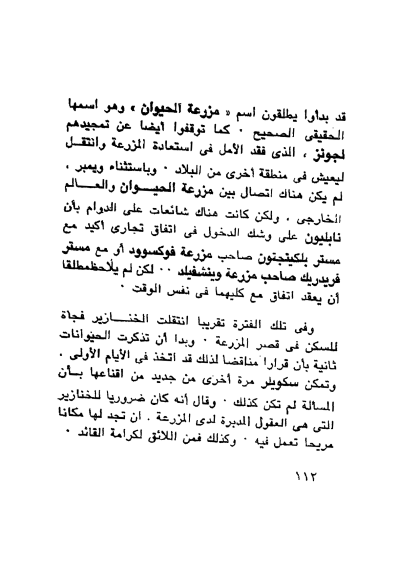 قد بدأوا يطلقون اسم « مزرعة الحيوان » وهو اسمها
الحقيقى الصحيح ٠ كما توقفوا أيضا عن تمجيدهم
لجونز ، الذى فقد الأمل فى استعادة المزرعة وانتقل
ليعيش فى منطقة أخرى من البلاد ٠ وباستثناء ويمبر ،
لم يكن هناك اتصال بين مزرعة الحيوان والعالم
الخارجى ، ولكن كانت هناك شائعات على الدوام بأن
نابليون على وشك الدخول فى اتفاق تجارى أكيد مع
مستر بلكينجتون صاحب مزرعة فوكسوود أو مع مستر
فريدريك صاحب مزرعة وينشفيلد ٠٠ لكن لم يلاحظمطلقا
أن يعقد اتفاق مع كليهما فى نفس الوقت ٠
وفى تلك الفترة تقريبا انتقلت الخنازير فجأة
للسكن فى قصر المزرعة ٠ وبدا أن تذكرت الحيوانات
ثانية بأن قرارا مناقضا لذلك قد اتخذ فى الأيام الأولى .
وتمكن سكويلر مرة أخرى من جديد من اقناعها بأن
المسألة لم تكن كذلك ٠ وقال أنه كان ضروريا للخنازير
التى هى العقول المدبرة لدى المزرعة . ان تجد لها مكانا
مريحا تعمل فيه ٠ وكذلك فمن اللائق لكرامة القائد ٠
١١٢